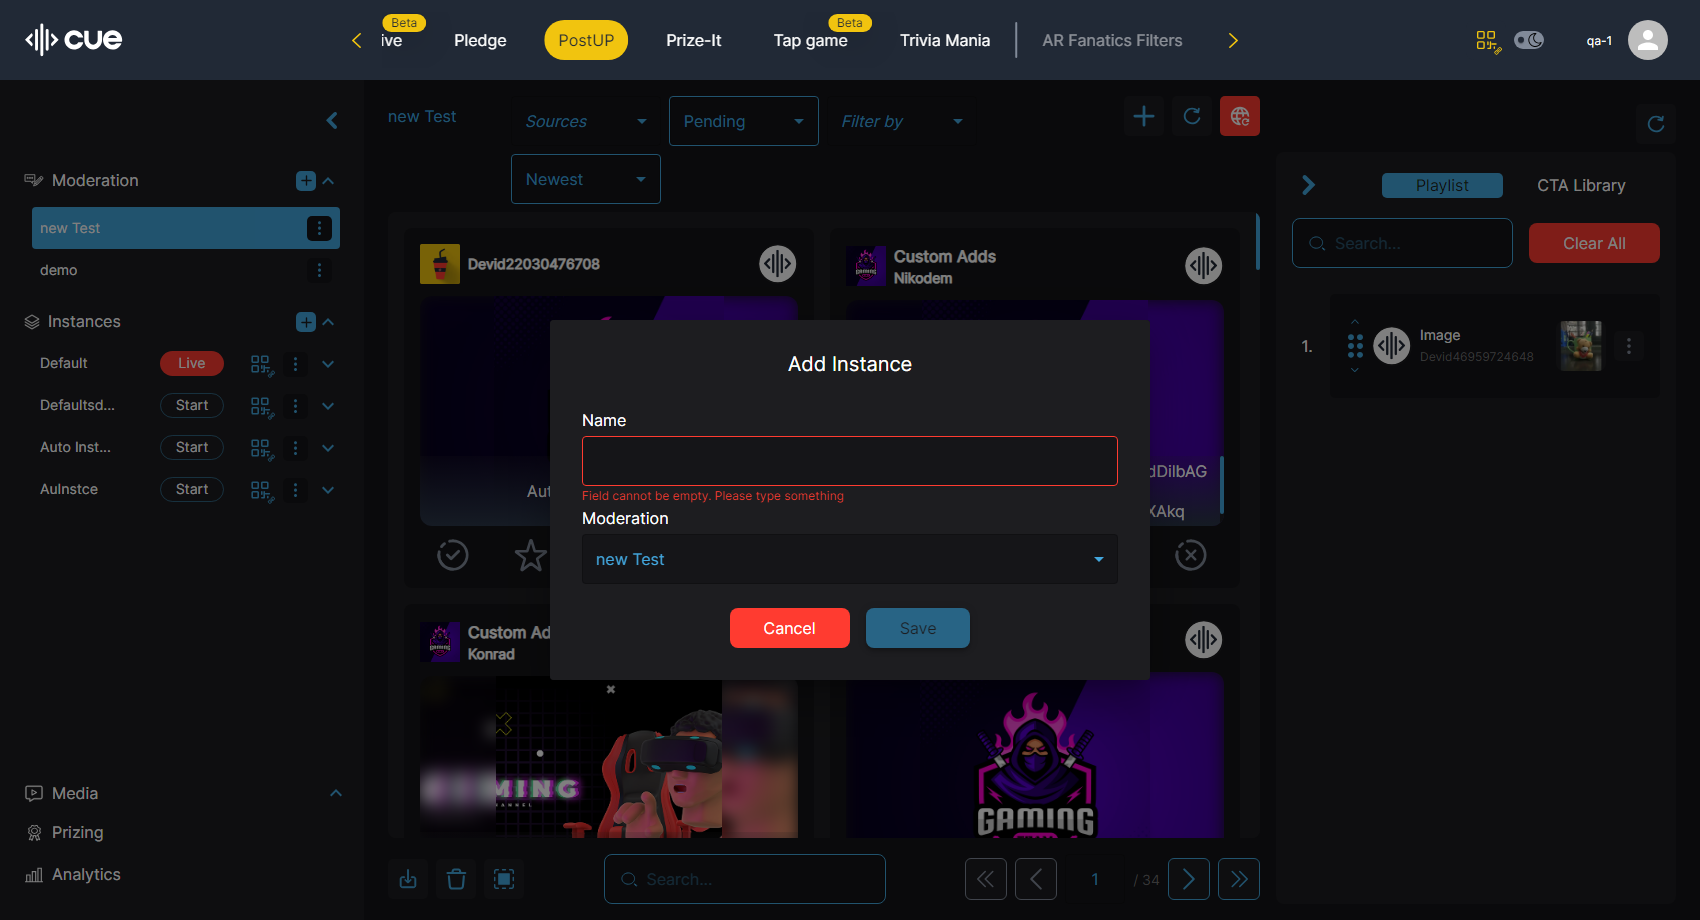 cue
ive
Beta
Pledge
PostUP
Prize-It
Tap game
Beta
Trivia Mania
AR Fanatics Filters
qa-1
Moderation
new Test
demo
Instances
Default
Live
Defaultsd...
Start
Auto Inst...
Start
AuInstce
Start
Media
Prizing
Analytics
new Test
Sources
Pending
Filter by
Newest
Devid22030476708
Custom Adds
Nikodem
Aut
dDilbAG
XAkq
Custom Ad
Konrad
GAMING
Add Instance
Name
Field cannot be empty. Please type something
Moderation
new Test
Cancel
Save
Search...
1
/ 34
Playlist
CTA Library
Search...
Clear All
1.
Image
Devid46959724648